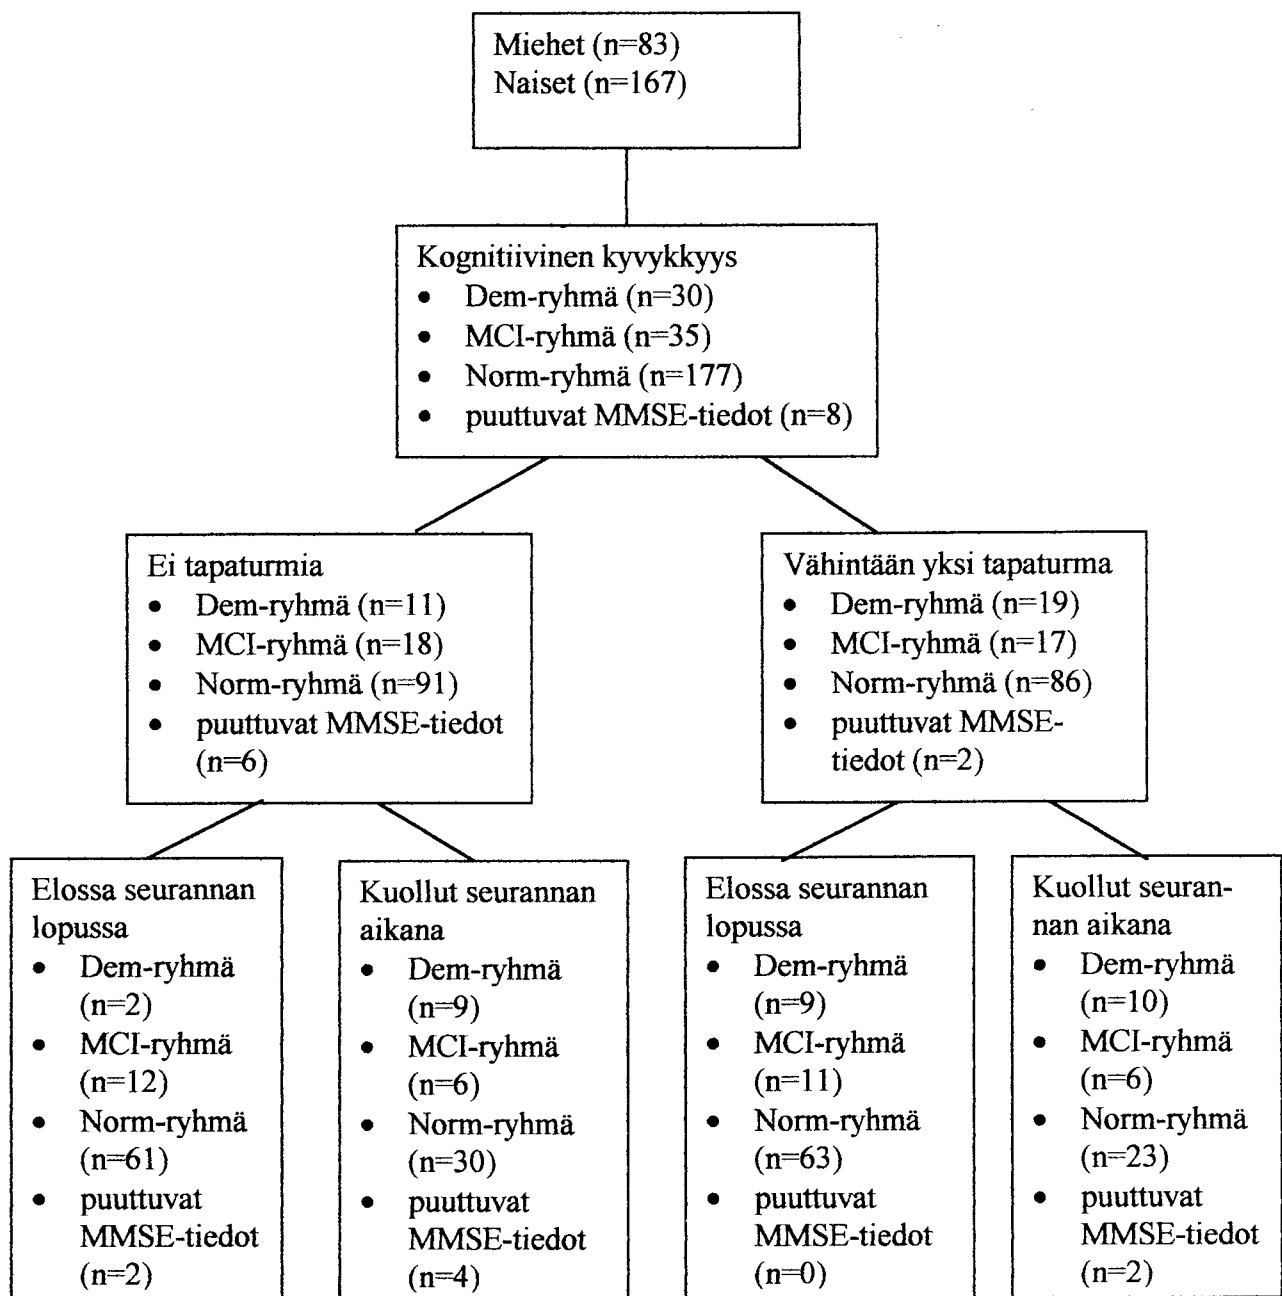 Miehet (n=83)
Naiset (n=167)
Kognitiivinen kyvykkyys
• Dem-ryhmä (n=30)
• MCI-ryhmä (n=35)
• Norm-ryhmä (n=177)
• puuttuvat MMSE-tiedot (n=8)
Ei tapaturmia
• Dem-ryhmä (n=11)
• MCI-ryhmä (n=18)
• Norm-ryhmä (n=91)
• puuttuvat MMSE-tiedot
(n=6)
Vähintään yksi tapaturma
• Dem-ryhmä (n=19)
• MCI-ryhmä (n=17)
• Norm-ryhmä (n=86)
• puuttuvat MMSE-
tiedot (n=2)
Elossa seurannan
lopussa
• Dem-ryhmä
(n=2)
• MCI-ryhmä
(n=12)
• Norm-ryhmä
(n=61)
• puuttuvat
MMSE-tiedot
(n=2)
Kuollut seurannan
aikana
• Dem-ryhmä
(n=9)
• MCI-ryhmä
(n=6)
• Norm-ryhmä
(n=30)
• puuttuvat
MMSE-tiedot
(n=4)
Elossa seurannan
lopussa
• Dem-ryhmä
(n=9)
• MCI-ryhmä
(n=11)
• Norm-ryhmä
(n=63)
• puuttuvat
MMSE-tiedot
(n=0)
Kuollut seuran-
nan aikana
• Dem-ryhmä
(n=10)
• MCI-ryhmä
(n=6)
• Norm-ryhmä
(n=23)
• puuttuvat
MMSE-tiedot
(n=2)